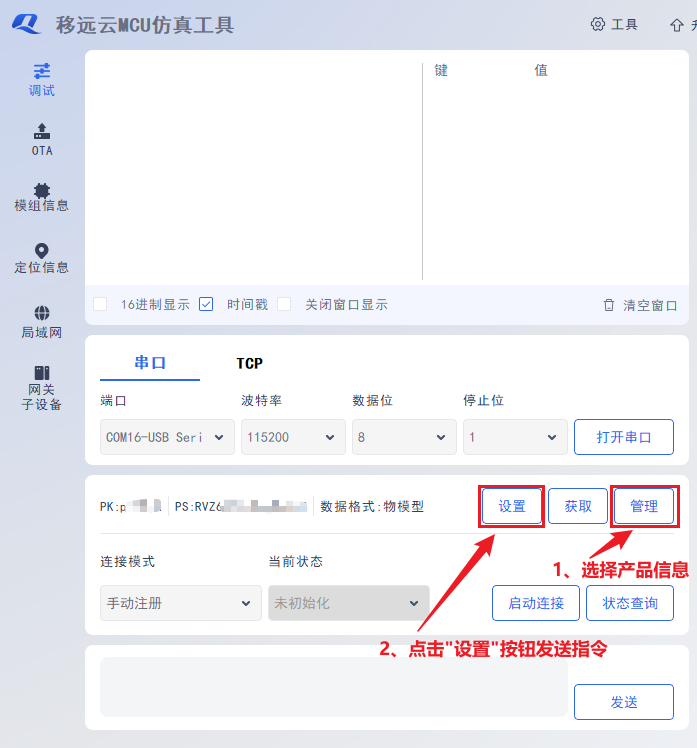 移远云MCU仿真工具
工具
调试
OTA
模组信息
定位信息
局域网
网关
子设备
键 值
16进制显示 时间戳 关闭窗口显示 清空窗口
串口 TCP
端口 波特率 数据位 停止位
COM16-USB Seri 115200 8 1 打开串口
PK:p PS:RVZ6 数据格式:物模型 设置 获取 管理
1、选择产品信息
连接模式 当前状态
手动注册 未初始化 启动连接 状态查询
2、点击"设置"按钮发送指令
发送